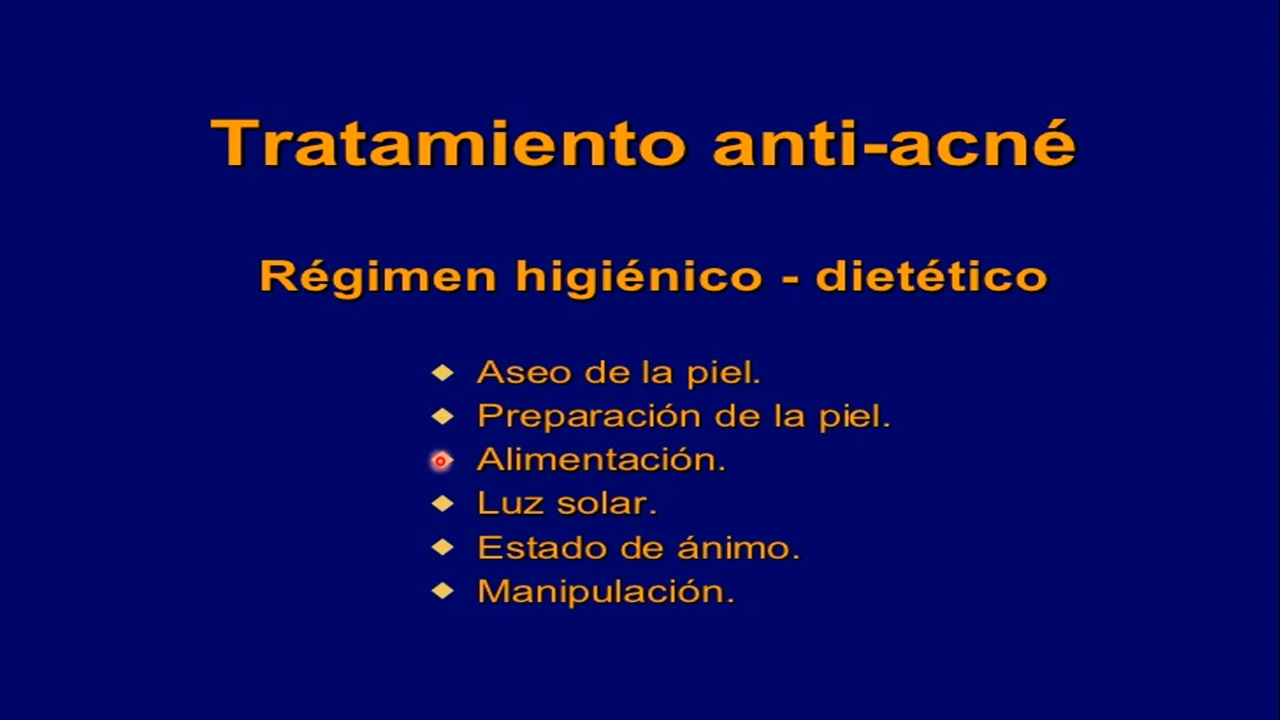 Tratamiento anti-acné
Régimen higiénico - dietético
Aseo de la piel.
Preparación de la piel.
Alimentación.
Luz solar.
Estado de ánimo.
Manipulación.